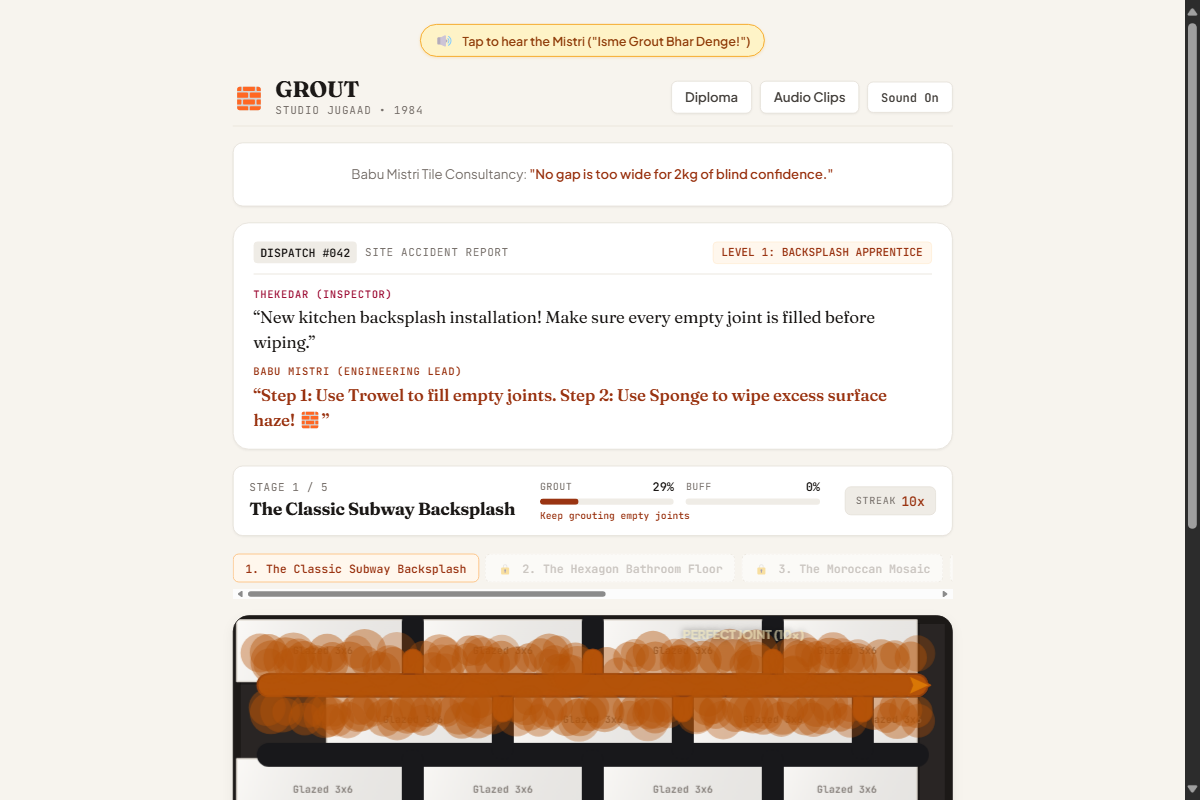 Tap to hear the Mistri ("Isme Grout Bhar Denge!")
GROUT
STUDIO JUGAAD • 1984
Diploma
Audio Clips
Sound On
Babu Mistri Tile Consultancy: "No gap is too wide for 2kg of blind confidence."
DISPATCH #042
SITE ACCIDENT REPORT
LEVEL 1: BACKSPLASH APPRENTICE
THEKEDAR (INSPECTOR)
“New kitchen backsplash installation! Make sure every empty joint is filled before
wiping.”
BABU MISTRI (ENGINEERING LEAD)
“Step 1: Use Trowel to fill empty joints. Step 2: Use Sponge to wipe excess surface
haze! 🧱”
STAGE 1 / 5
The Classic Subway Backsplash
GROUT 29%
BUFF 0%
Keep grouting empty joints
STREAK 10x
1. The Classic Subway Backsplash
2. The Hexagon Bathroom Floor
3. The Moroccan Mosaic
PERFECT JOINT
Glazed 3x6
Glazed 3x6
Glazed 3x6
Glazed 3x6